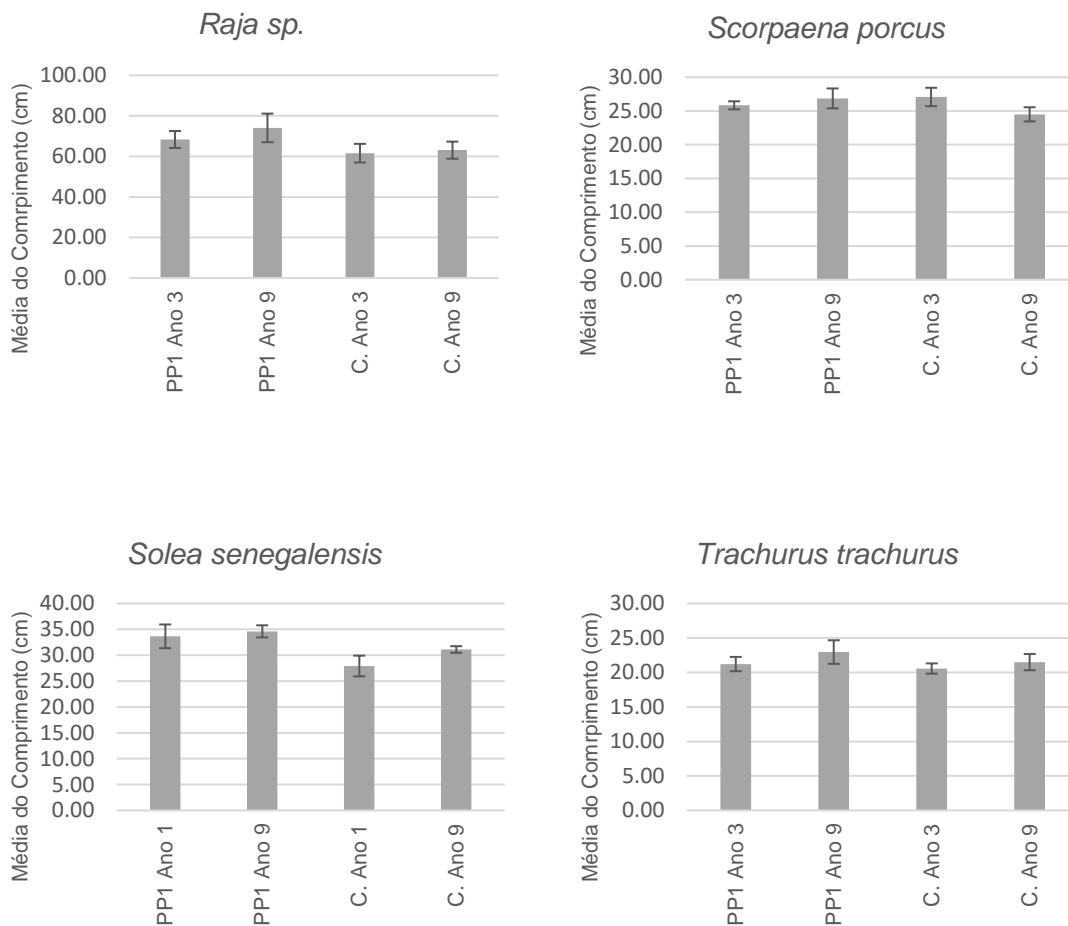 Raja sp.
Média do Comrpimento (cm)
100.00
80.00
60.00
40.00
20.00
0.00
PP1 Ano 3
PP1 Ano 9
C. Ano 3
C. Ano 9
Scorpaena porcus
Média do Comprimento (cm)
30.00
25.00
20.00
15.00
10.00
5.00
0.00
PP1 Ano 3
PP1 Ano 9
C. Ano 3
C. Ano 9
Solea senegalensis
Média do Comprimento (cm)
40.00
35.00
30.00
25.00
20.00
15.00
10.00
5.00
0.00
PP1 Ano 1
PP1 Ano 9
C. Ano 1
C. Ano 9
Trachurus trachurus
Média do Comrpimento (cm)
30.00
25.00
20.00
15.00
10.00
5.00
0.00
PP1 Ano 3
PP1 Ano 9
C. Ano 3
C. Ano 9